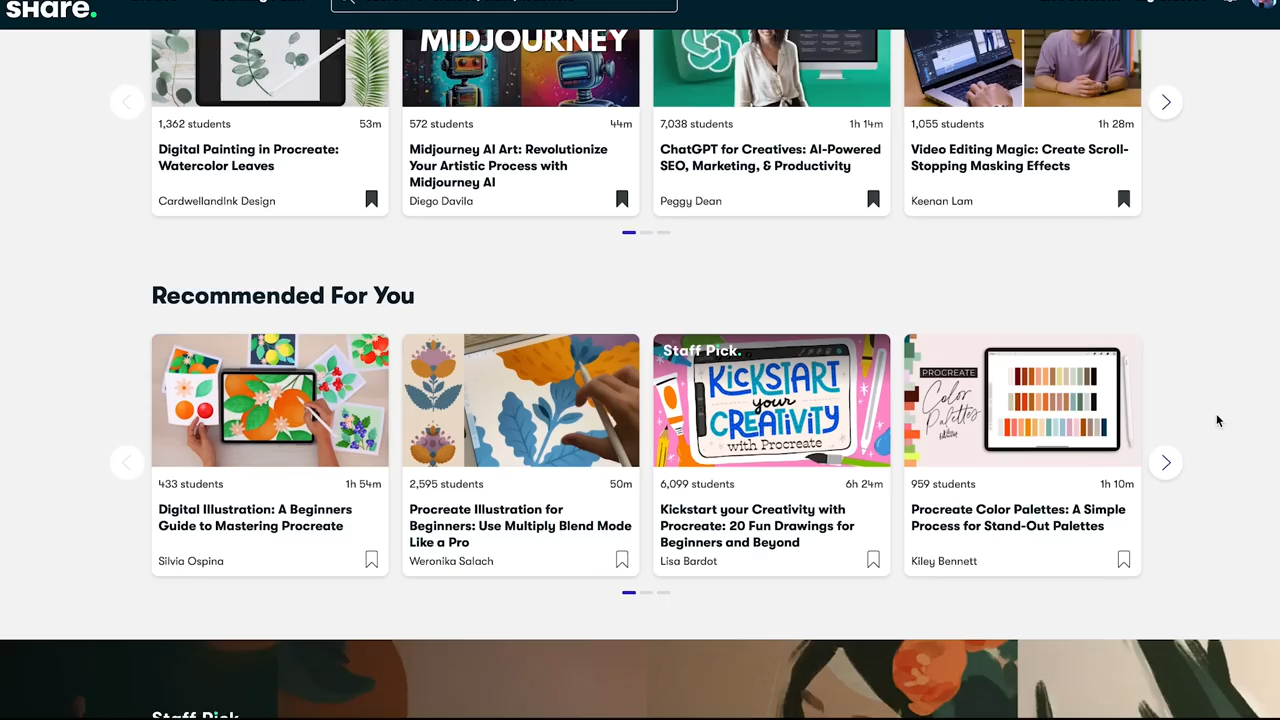 sHare.
MIDJOURNEY
1,362 students 53m
Digital Painting in Procreate:
Watercolor Leaves
CardwellandInk Design
572 students 44m
Midjourney AI Art: Revolutionize
Your Artistic Process with
Midjourney AI
Diego Davila
7,038 students 1h 14m
ChatGPT for Creatives: AI-Powered
SEO, Marketing, & Productivity
Peggy Dean
1,055 students 1h 28m
Video Editing Magic: Create Scroll-
Stopping Masking Effects
Keenan Lam
Recommended For You
433 students 1h 54m
Digital Illustration: A Beginners
Guide to Mastering Procreate
Silvia Ospina
2,595 students 50m
Procreate Illustration for
Beginners: Use Multiply Blend Mode
Like a Pro
Weronika Salach
Staff Pick.
KiCKSTART
your
CREATiViTY
with Procreate
6,099 students 6h 24m
Kickstart your Creativity with
Procreate: 20 Fun Drawings for
Beginners and Beyond
Lisa Bardot
PROCREATE
Color
Palettes
959 students 1h 10m
Procreate Color Palettes: A Simple
Process for Stand-Out Palettes
Kiley Bennett
Staff Pick